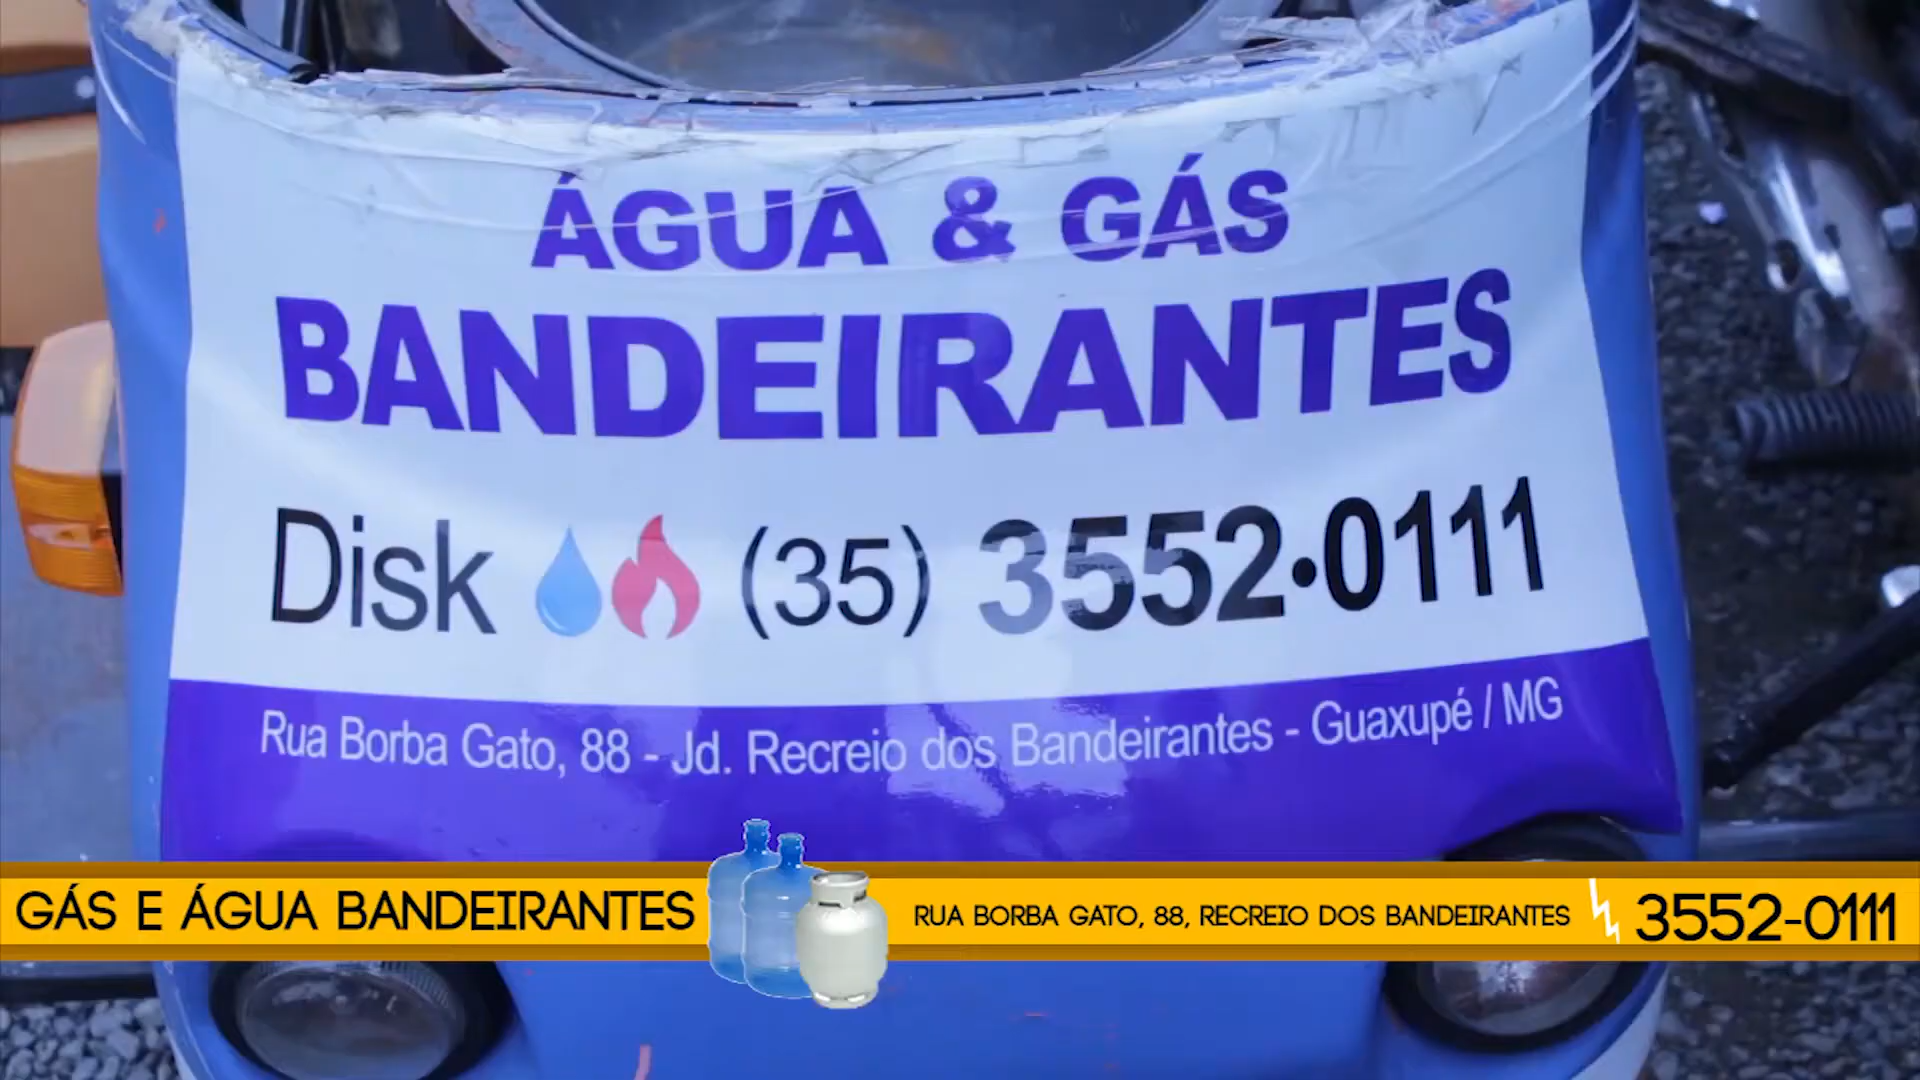 ÁGUA & GÁS
BANDEIRANTES
Disk (35) 3552•0111
Rua Borba Gato, 88 - Jd. Recreio dos Bandeirantes - Guaxupé / MG
GÁS E ÁGUA BANDEIRANTES
RUA BORBA GATO, 88, RECREIO DOS BANDEIRANTES
3552-0111